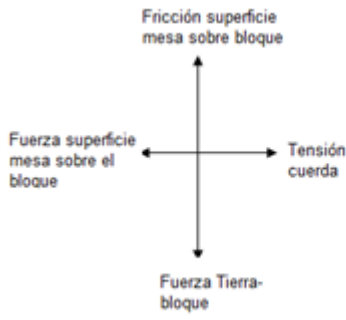 Fricción superficie
mesa sobre bloque
Fuerza superficie
mesa sobre el
bloque
Tensión
cuerda
Fuerza Tierra-
bloque